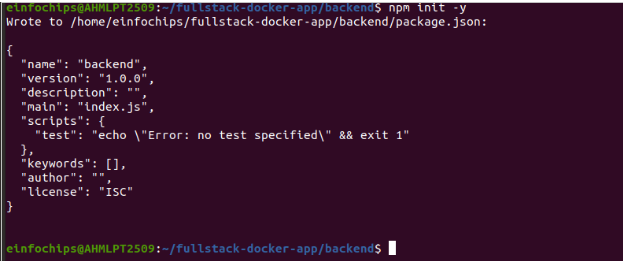 einfochips@AHMLPT2509:~/fullstack-docker-app/backend$ npm init -y
Wrote to /home/einfochips/fullstack-docker-app/backend/package.json:

{
  "name": "backend",
  "version": "1.0.0",
  "description": "",
  "main": "index.js",
  "scripts": {
    "test": "echo \"Error: no test specified\" && exit 1"
  },
  "keywords": [],
  "author": "",
  "license": "ISC"
}

einfochips@AHMLPT2509:~/fullstack-docker-app/backend$